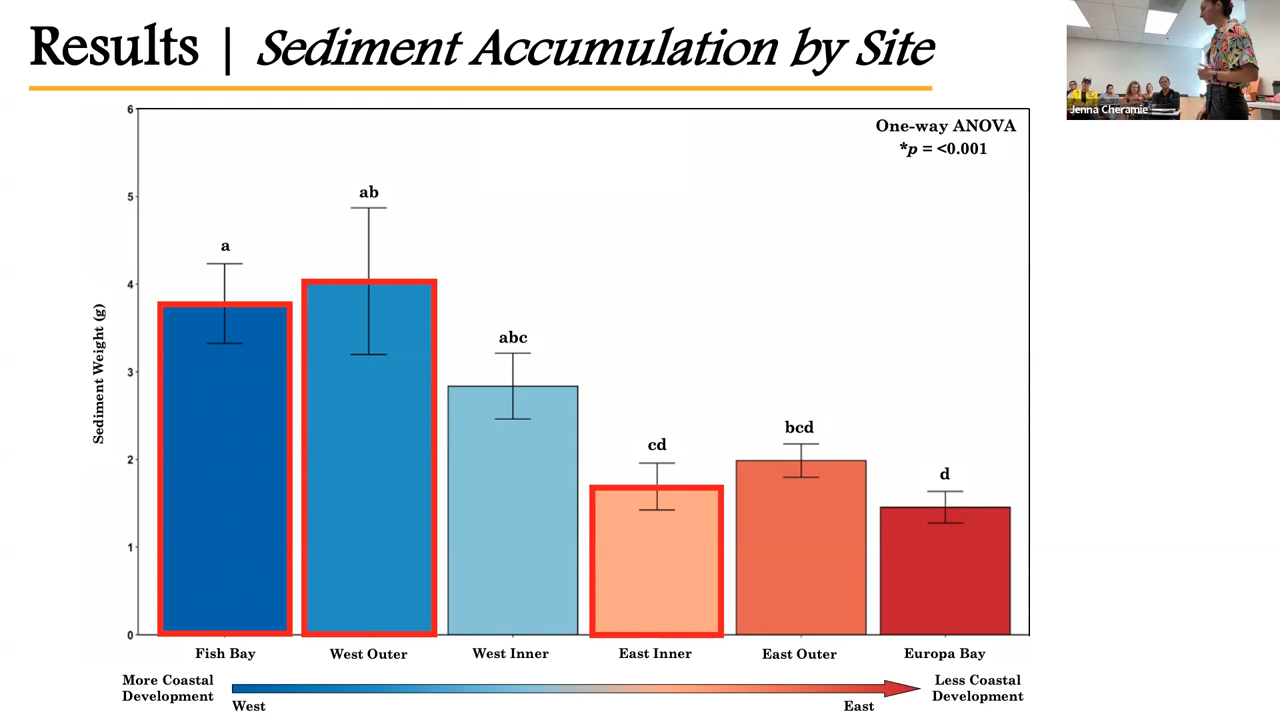 Results | Sediment Accumulation by Site
One-way ANOVA
*p = <0.001
6
5
4
3
2
1
0
Sediment Weight (g)
a
ab
abc
cd
bcd
d
Fish Bay
West Outer
West Inner
East Inner
East Outer
Europa Bay
More Coastal
Development
West
East
Less Coastal
Development
Jenna Cheramie